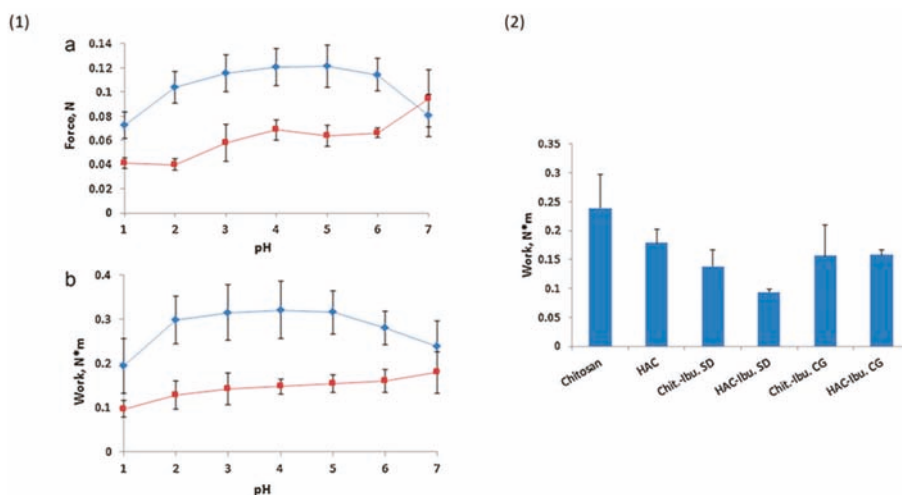 (1)
a
Force, N
0.14
0.12
0.1
0.08
0.06
0.04
0.02
0
1 2 3 4 5 6 7
pH
b
Work, N*m
0.4
0.3
0.2
0.1
0
1 2 3 4 5 6 7
pH
(2)
Work, N*m
0.35
0.3
0.25
0.2
0.15
0.1
0.05
0
Chitosan
HAC
Chit.-Ibu. SD
HAC-Ibu. SD
Chit.-Ibu. CG
HAC-Ibu. CG